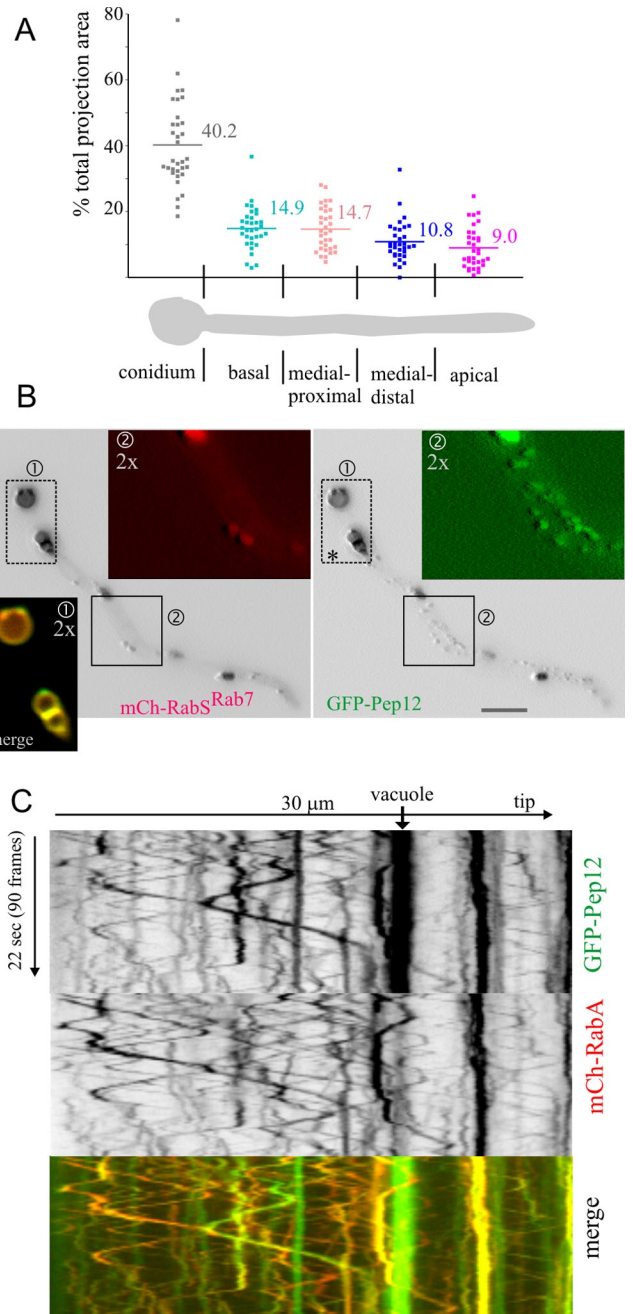 A
% total projection area
80
60
40
20
40.2
14.9
14.7
10.8
9.0
conidium
basal
medial-
proximal
medial-
distal
apical
B
①
②
2x
②
①
2x
merge
mCh-RabS Rab7
①
②
2x
*
②
GFP-Pep12
C
30 μm
vacuole
tip
22 sec (90 frames)
GFP-Pep12
mCh-RabA
merge